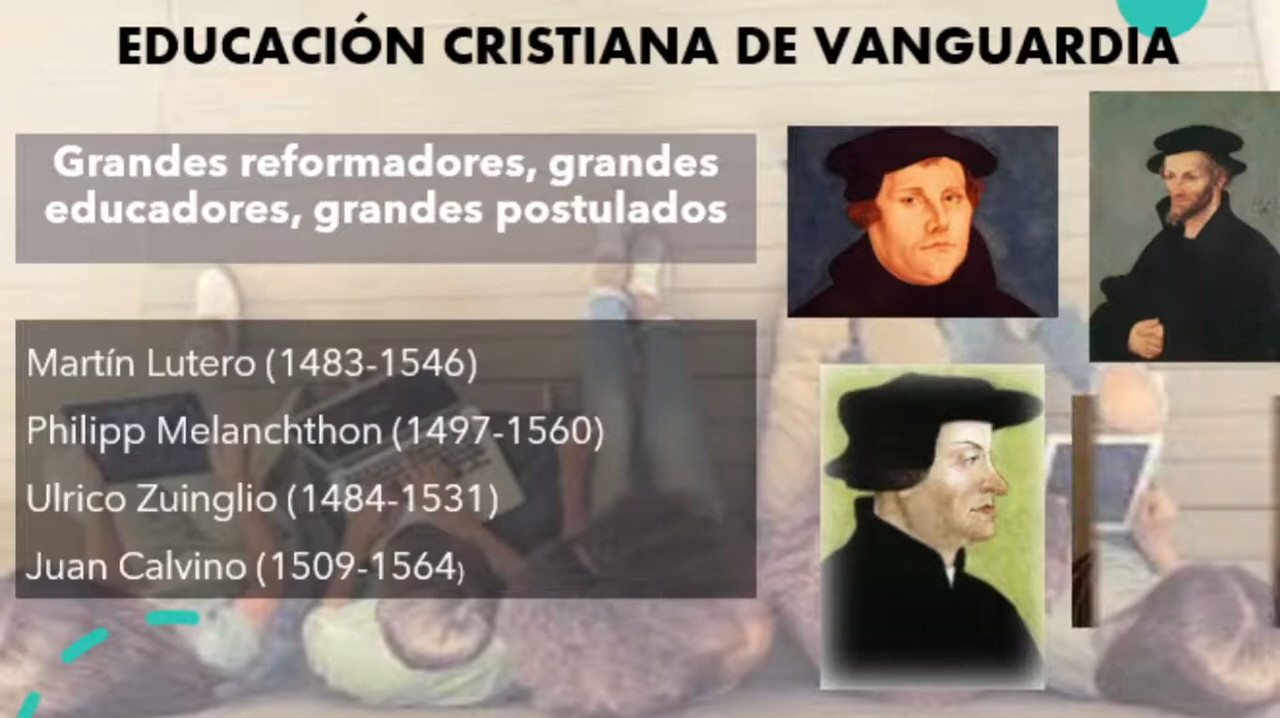 EDUCACIÓN CRISTIANA DE VANGUARDIA
Grandes reformadores, grandes
educadores, grandes postulados
Martín Lutero (1483-1546)
Philipp Melanchthon (1497-1560)
Ulrico Zuinglio (1484-1531)
Juan Calvino (1509-1564)